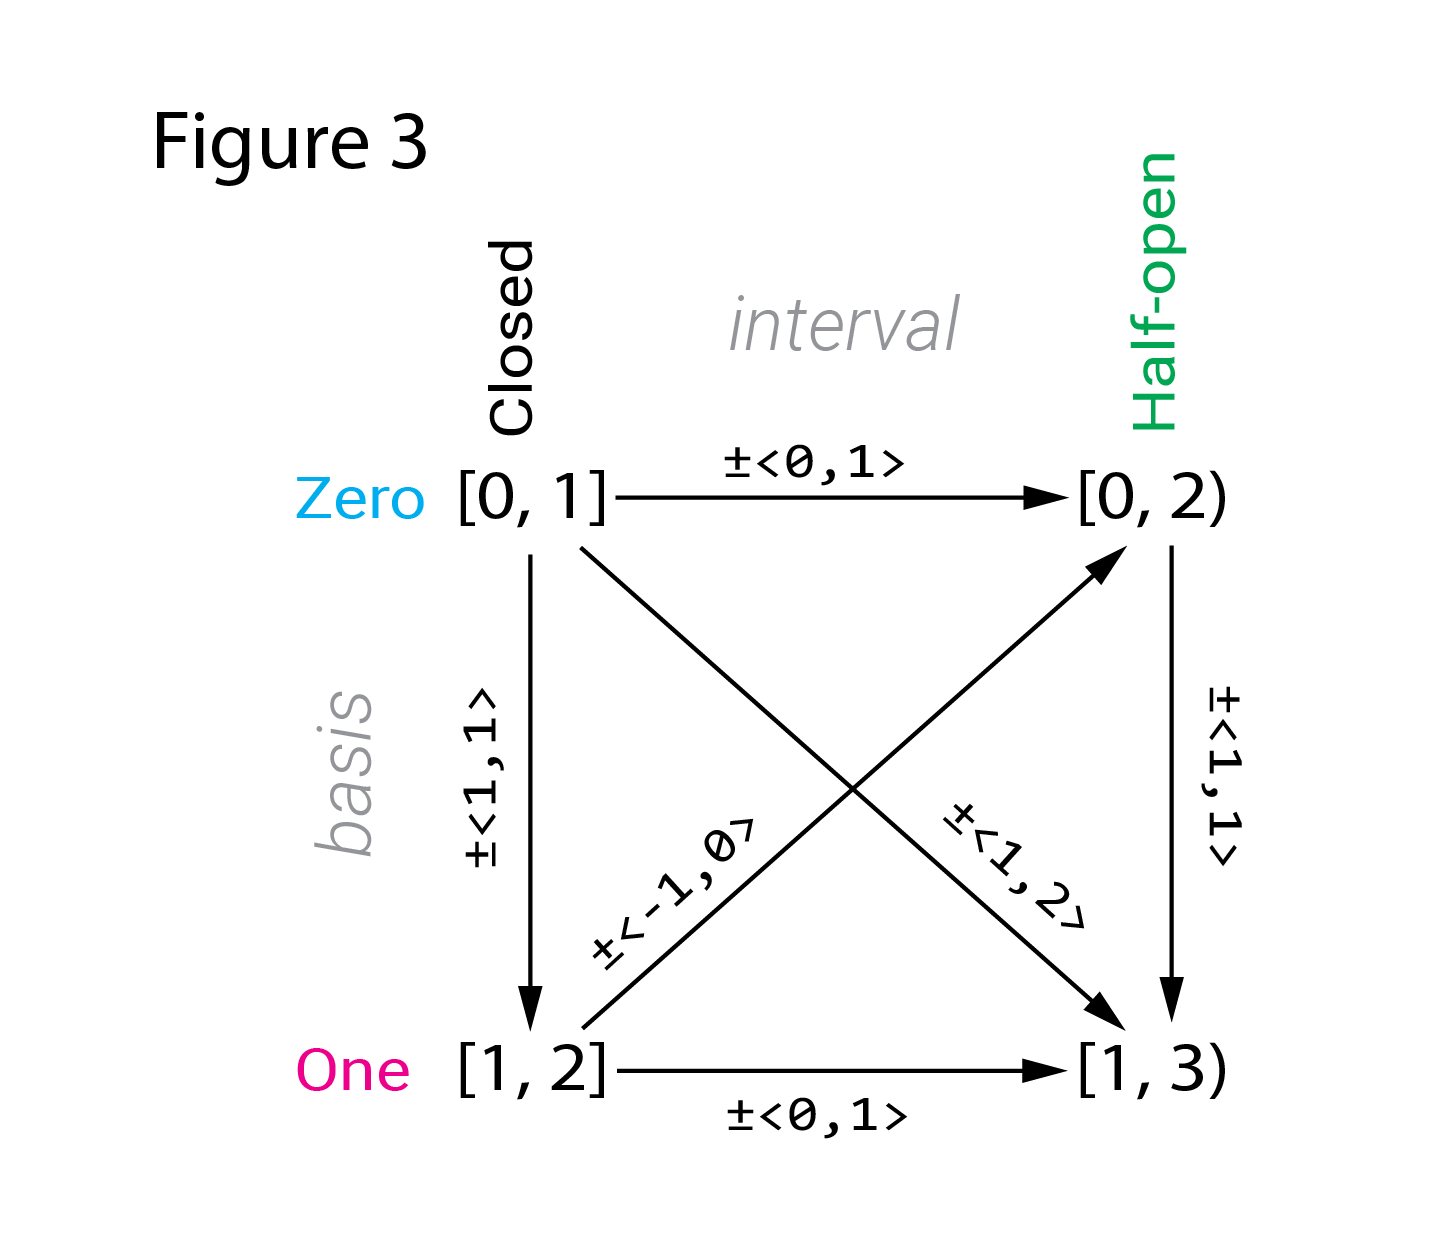 Figure 3
Closed
interval
Half-open
±<0,1>
Zero [0, 1] [0, 2)
basis
±<1,1>
±<-1,0>
±<1,2>
±<1,1>
One [1, 2] [1, 3)
±<0,1>